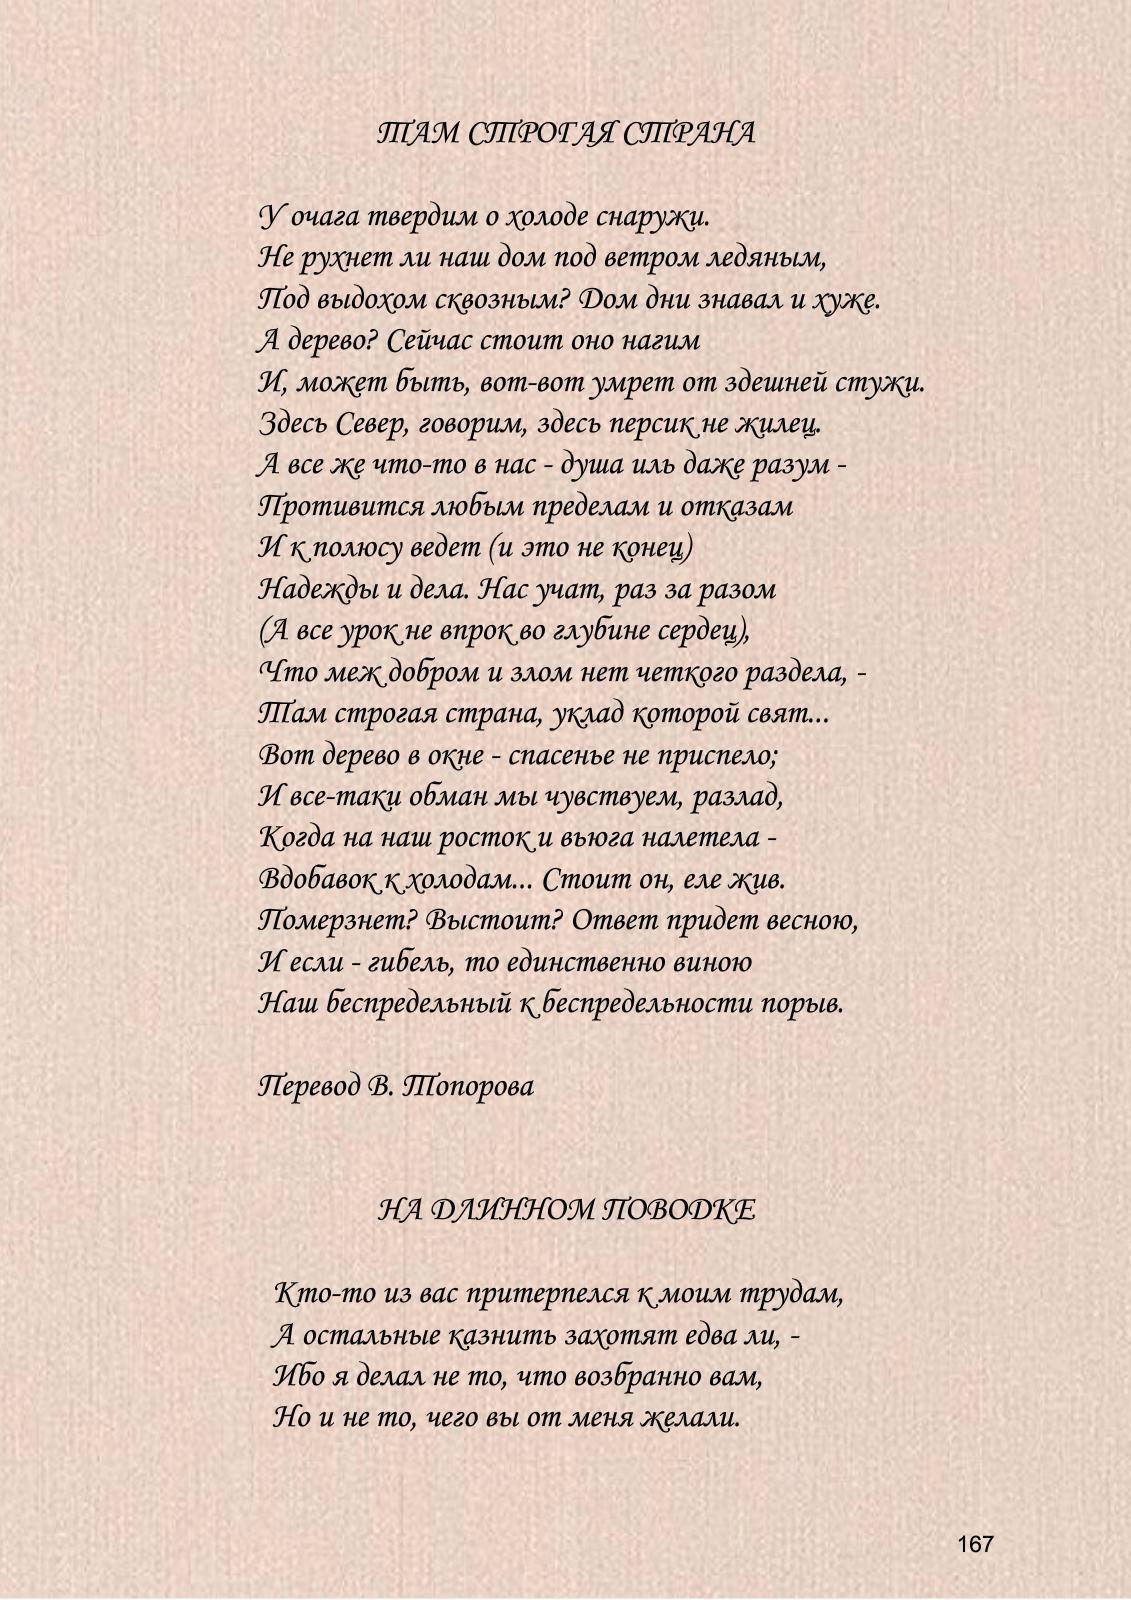 ТАМ СТРОГАЯ СТРАНА
У очага твердим о холоде снаружи.
Не рухнет ли наш дом под ветром ледяным,
Под выдохом сквозным? Дом дни знавал и хуже.
А дерево? Сейчас стоит оно нагим
И, может быть, вот-вот умрет от здешней стужи.
Здесь Север, говорим, здесь персик не жилец.
А все же что-то в нас - душа иль даже разум -
Противится любым пределам и отказам
И к полюсу ведет (и это не конец)
Надежды и дела. Нас учат, раз за разом
(А все урок не впрок во глубине сердец),
Что меж добром и злом нет четкого раздела, -
Там строгая страна, уклад которой свят...
Вот дерево в окне - спасенье не приспело;
И все-таки обман мы чувствуем, разлад,
Когда на наш росток и вьюга налетела -
Вдобавок к холодам... Стоит он, еле жив.
Померзнет? Выстоит? Ответ придет весною,
И если - гибель, то единственно виною
Наш беспредельный к беспредельности порыв.
Перевод В. Топорова
НА ДЛИННОМ ПОВОДКЕ
Кто-то из вас притерпелся к моим трудам,
А остальные казнить захотят едва ли, -
Ибо я делал не то, что возбранно вам,
Но и не то, чего вы от меня желали.
167